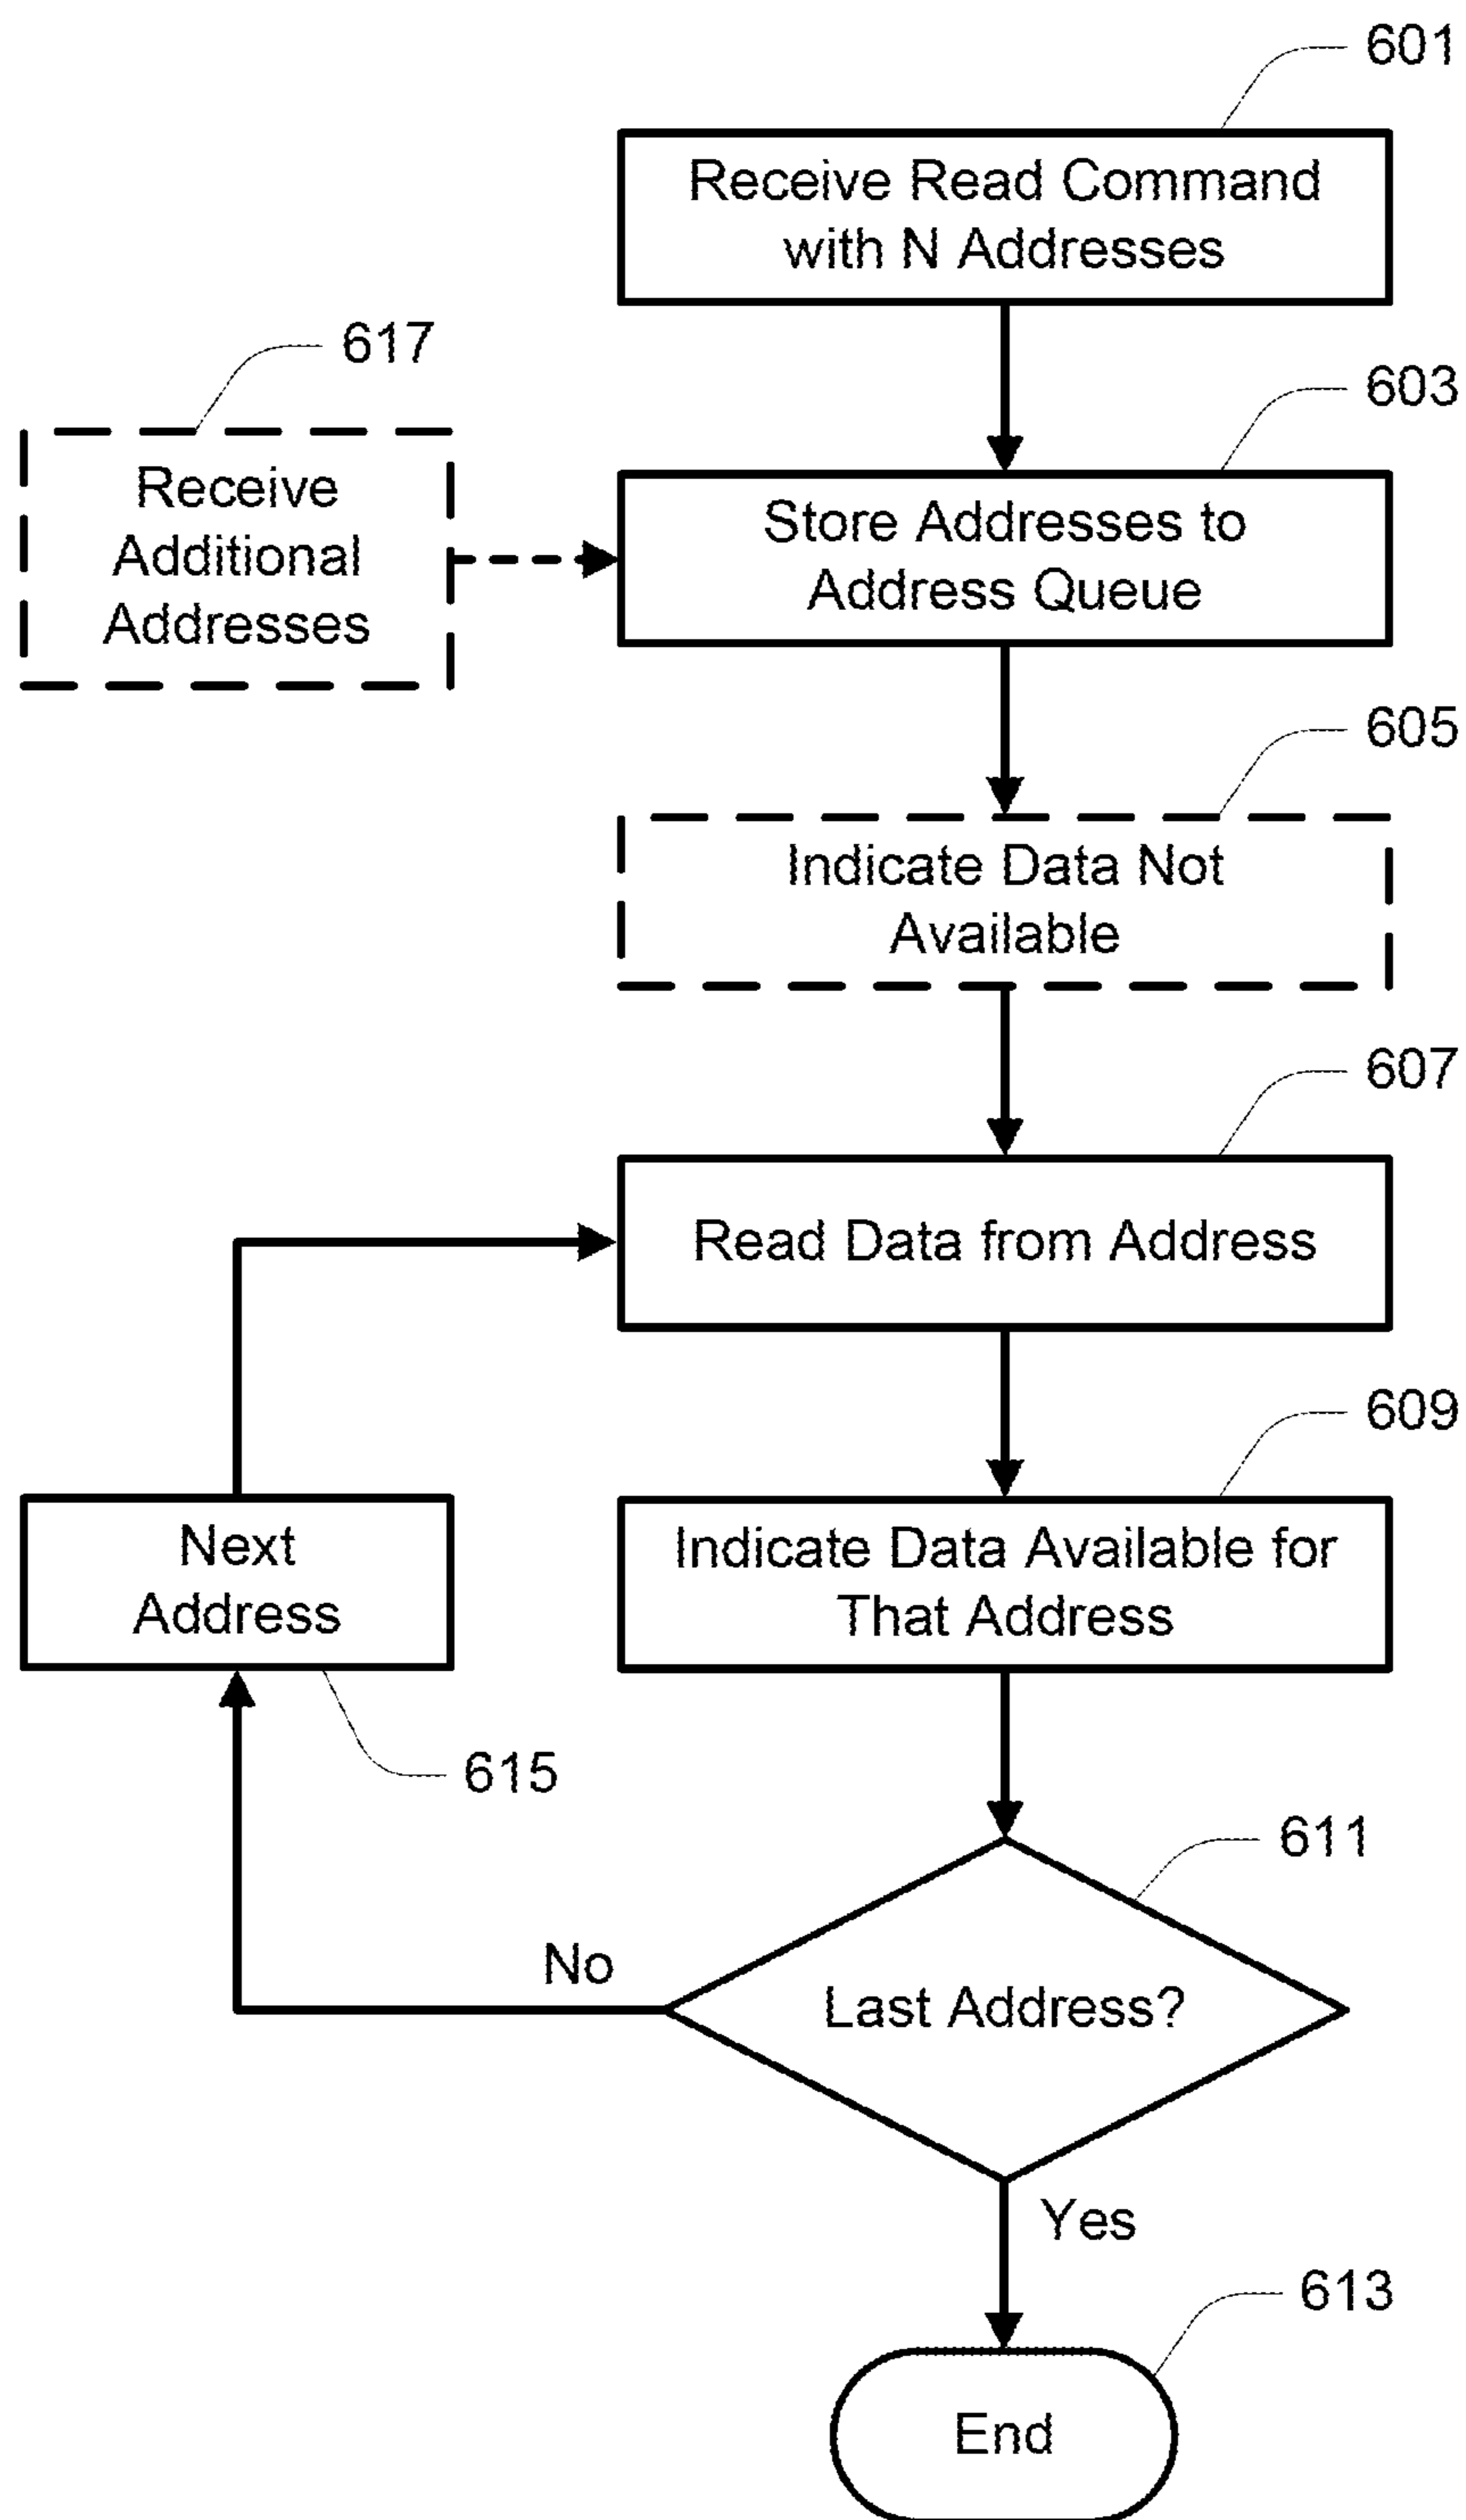 601
Receive Read Command
with N Addresses
617
603
Receive
Additional
Addresses
Store Addresses to
Address Queue
605
Indicate Data Not
Available
607
Read Data from Address
609
Next
Address
Indicate Data Available for
That Address
615
611
No
Last Address?
Yes
613
End